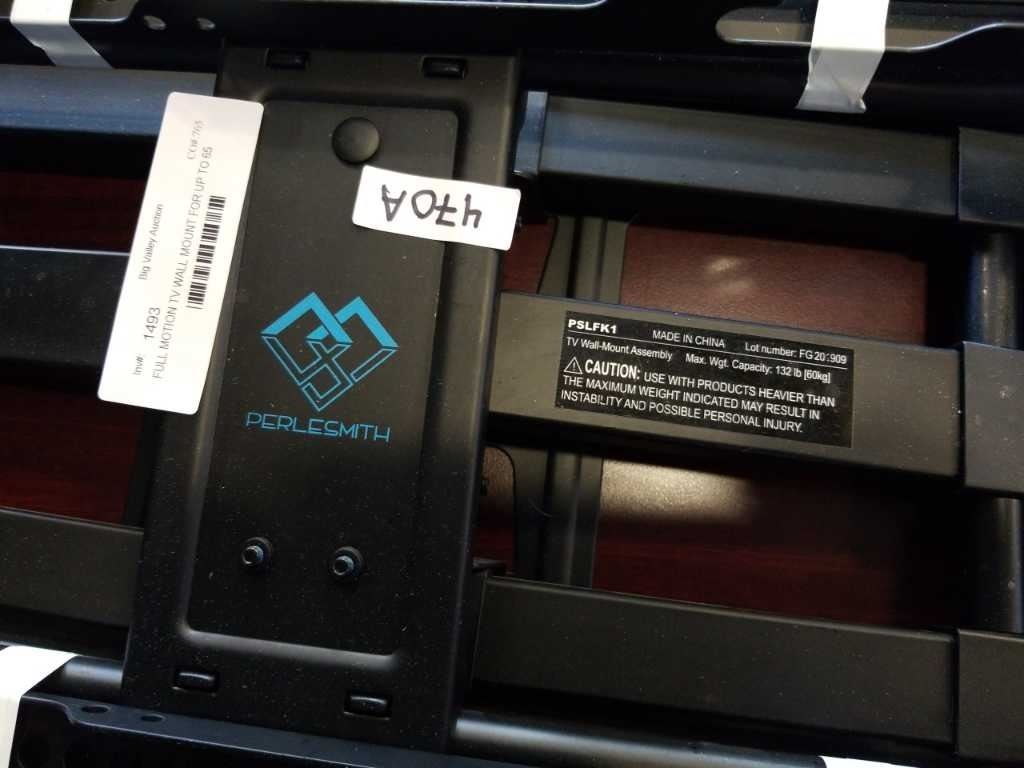 Inv#: 1493 Big Valley Auction
FULL MOTION TV WALL MOUNT FOR UP TO 65
470A
PERLESMITH
PSLFK1 MADE IN CHINA Lot number: FG20:909
TV Wall-Mount Assembly Max. Wgt. Capacity: 132 lb [60kg]
CAUTION: USE WITH PRODUCTS HEAVIER THAN
THE MAXIMUM WEIGHT INDICATED MAY RESULT IN
INSTABILITY AND POSSIBLE PERSONAL INJURY.